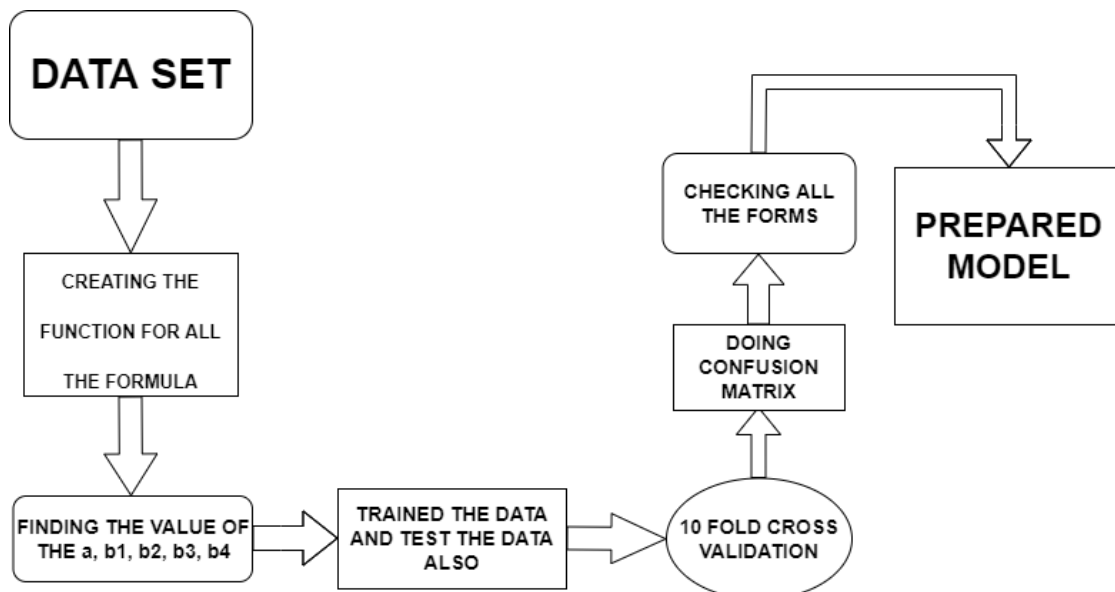 DATA SET
CREATING THE
FUNCTION FOR ALL
THE FORMULA
FINDING THE VALUE OF
THE a, b1, b2, b3, b4
TRAINED THE DATA
AND TEST THE DATA
ALSO
10 FOLD CROSS
VALIDATION
DOING
CONFUSION
MATRIX
CHECKING ALL
THE FORMS
PREPARED
MODEL